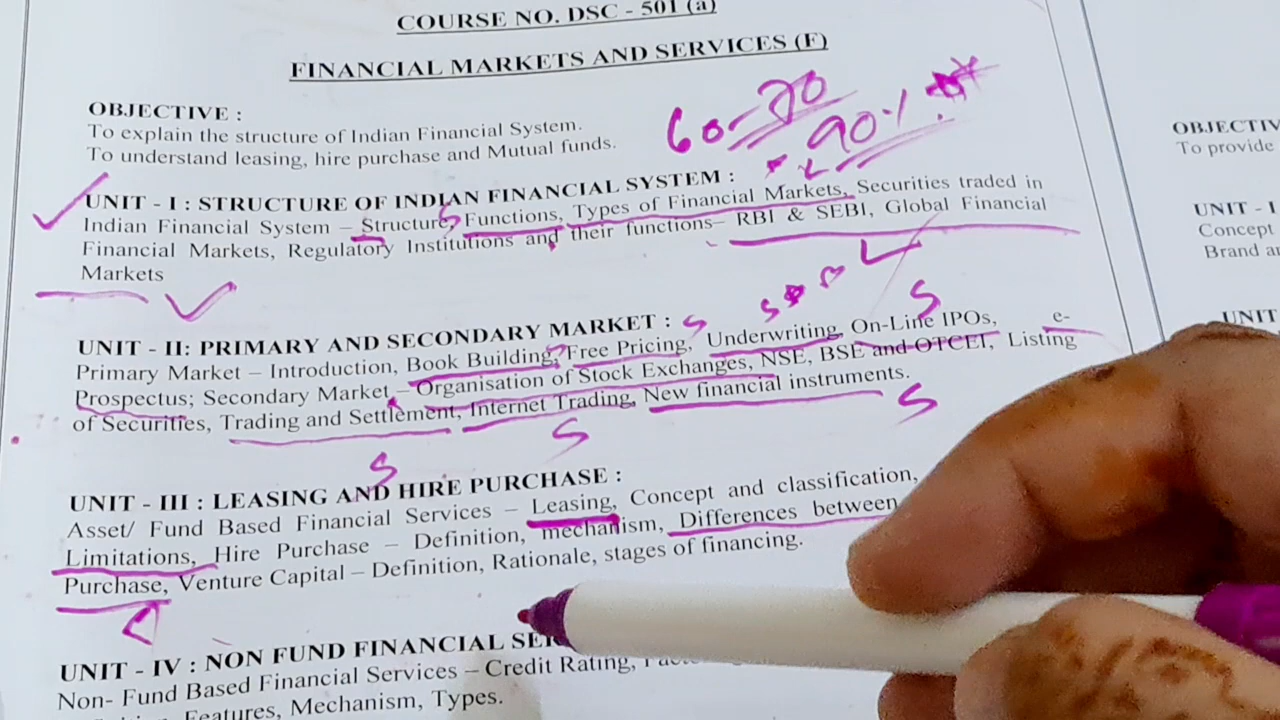 COURSE NO. DSC - 501 (a)
FINANCIAL MARKETS AND SERVICES (F)
OBJECTIVE :
To explain the structure of Indian Financial System.
To understand leasing, hire purchase and Mutual funds.
60-70
90%
UNIT - I : STRUCTURE OF INDIAN FINANCIAL SYSTEM :
Indian Financial System – Structure, Functions, Types of Financial Markets, Securities traded in
Financial Markets, Regulatory Institutions and their functions– RBI & SEBI, Global Financial
Markets
UNIT - II: PRIMARY AND SECONDARY MARKET :
Primary Market – Introduction, Book Building, Free Pricing, Underwriting, On-Line IPOs, e-
Prospectus; Secondary Market – Organisation of Stock Exchanges, NSE, BSE and OTCEI, Listing
of Securities, Trading and Settlement, Internet Trading, New financial instruments.
UNIT - III : LEASING AND HIRE PURCHASE :
Asset/ Fund Based Financial Services – Leasing, Concept and classification,
Limitations, Hire Purchase – Definition, mechanism, Differences between
Purchase, Venture Capital – Definition, Rationale, stages of financing.
UNIT - IV : NON FUND FINANCIAL
Non- Fund Based Financial Services – Credit Rating,
Features, Mechanism, Types.
OBJECTIV
To provide
UNIT - I
Concept
Brand
UNIT